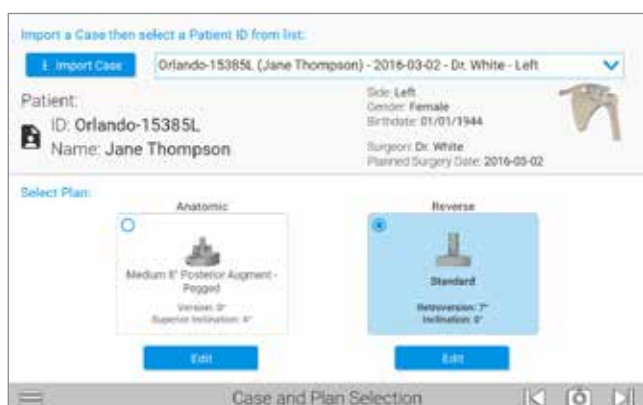 Import a Case then select a Patient ID from list:
Import Case
Orlando-15385L (Jane Thompson) - 2016-03-02 - Dr. White - Left
Patient:
ID: Orlando-15385L
Name: Jane Thompson
Side: Left
Gender: Female
Birthdate: 01/01/1944
Surgeon: Dr. White
Planned Surgery Date: 2016-03-02
Select Plan:
Anatomic
Medium 8° Posterior Augment -
Pegged
Version: 0°
Superior Inclination: 4°
Edit
Reverse
Standard
Retroversion: 7°
Inclination: 0°
Edit
Case and Plan Selection